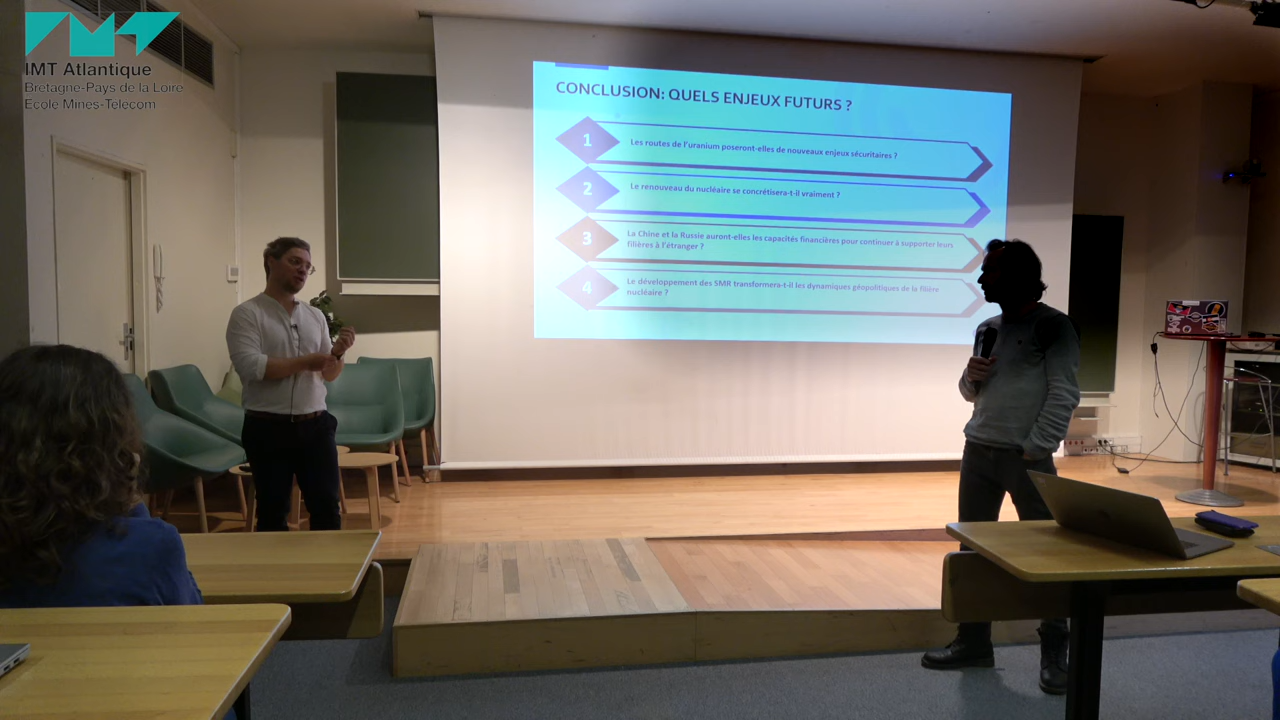 IMT Atlantique
Bretagne-Pays de la Loire
Ecole Mines-Telecom
CONCLUSION: QUELS ENJEUX FUTURS ?
1
Les routes de l'uranium poseront-elles de nouveaux enjeux sécuritaires ?
2
Le renouveau du nucléaire se concrétisera-t-il vraiment ?
3
La Chine et la Russie auront-elles les capacités financières pour continuer à supporter leurs
filières à l'étranger ?
4
Le développement des SMR transformera-t-il les dynamiques géopolitiques de la filière
nucléaire ?